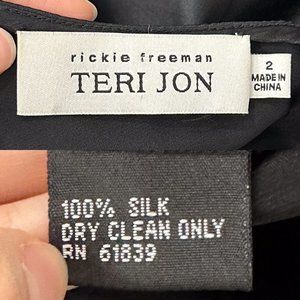 rickie freeman
TERI JON
2
MADE IN
CHINA
100% SILK
DRY CLEAN ONLY
RN 61839